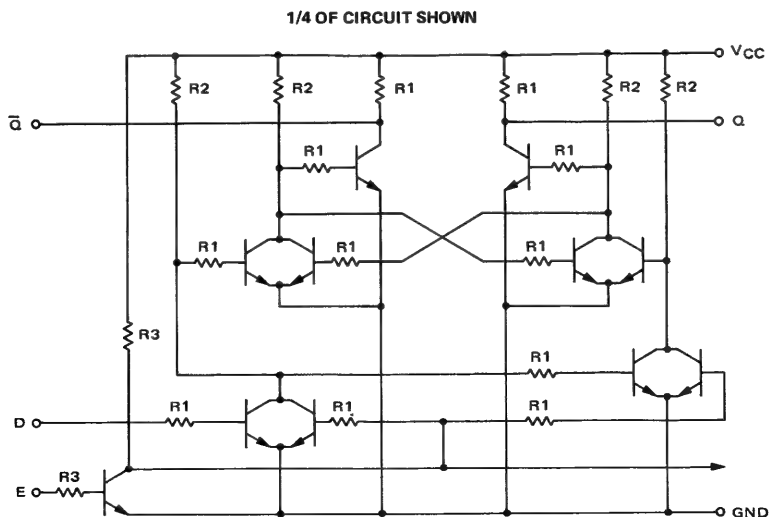 1/4 OF CIRCUIT SHOWN
VCC
R2 R2 R1 R1 R2 R2
Q̅ Q
R1 R1
R1 R1 R1
R3
R1
D R1 R1 R1
E R3
GND